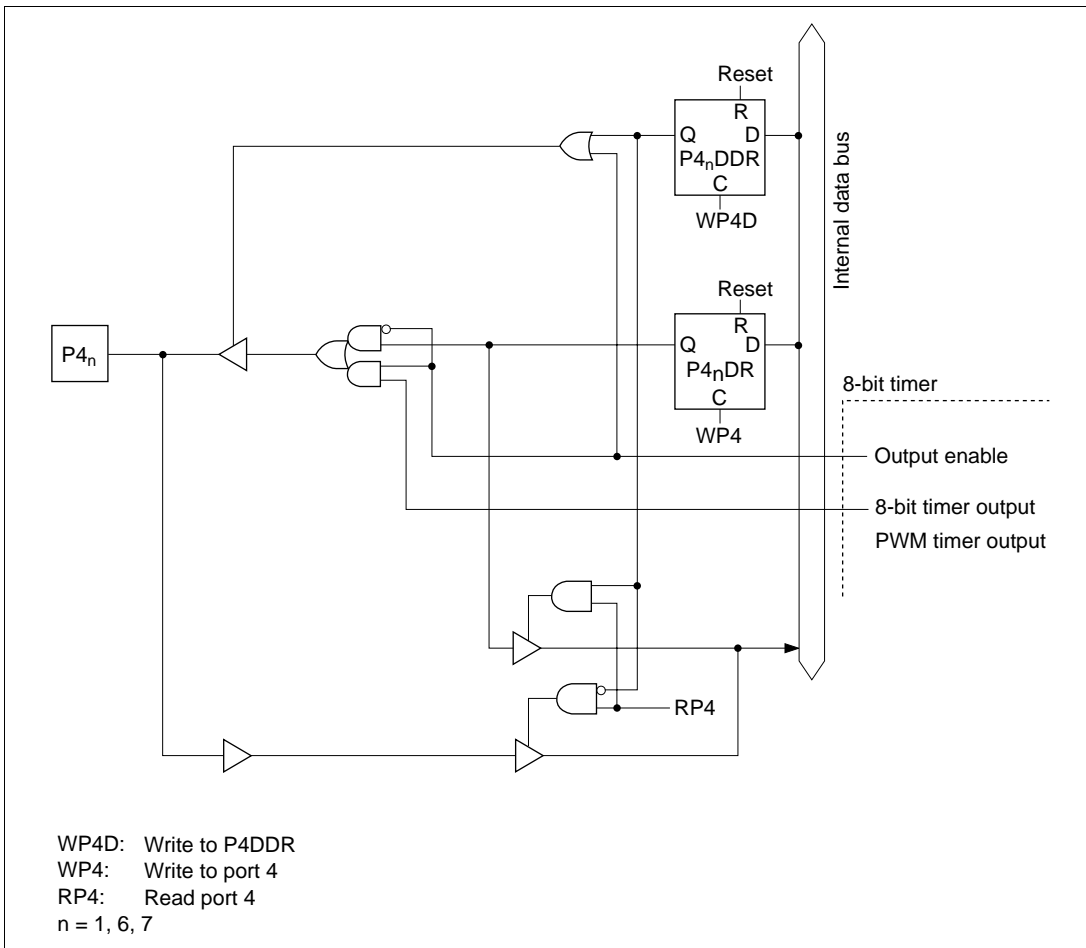 Reset
R
Q D
P4nDDR
C
WP4D
Internal data bus
Reset
R
Q D
P4nDR
C
WP4
P4n
8-bit timer
Output enable
8-bit timer output
PWM timer output
RP4
WP4D: Write to P4DDR
WP4: Write to port 4
RP4: Read port 4
n = 1, 6, 7